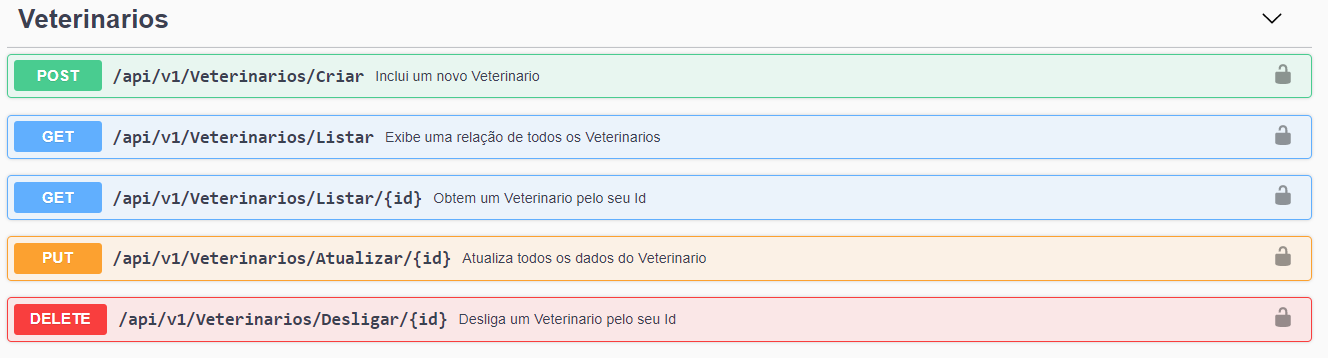 Veterinarios
POST /api/v1/Veterinarios/Criar Inclui um novo Veterinario
GET /api/v1/Veterinarios/Listar Exibe uma relação de todos os Veterinarios
GET /api/v1/Veterinarios/Listar/{id} Obtem um Veterinario pelo seu Id
PUT /api/v1/Veterinarios/Atualizar/{id} Atualiza todos os dados do Veterinario
DELETE /api/v1/Veterinarios/Desligar/{id} Desliga um Veterinario pelo seu Id